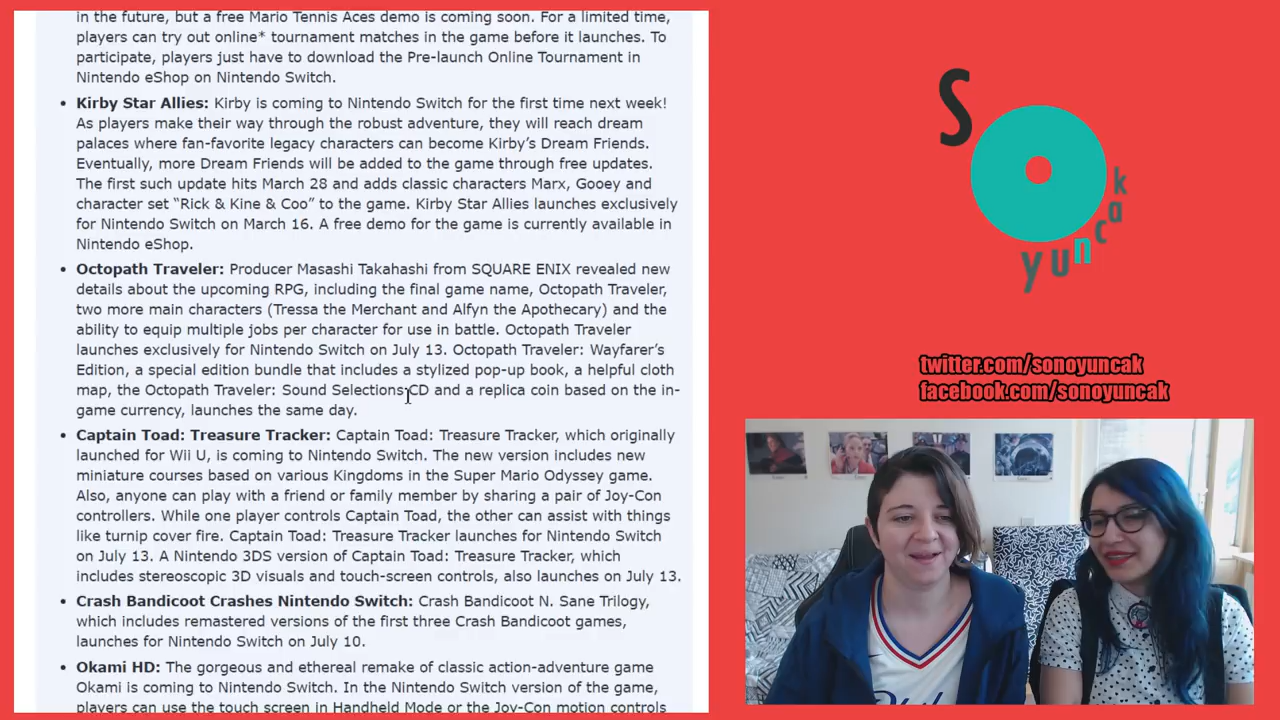 in the future, but a free Mario Tennis Aces demo is coming soon. For a limited time,
players can try out online* tournament matches in the game before it launches. To
participate, players just have to download the Pre-launch Online Tournament in
Nintendo eShop on Nintendo Switch.
Kirby Star Allies: Kirby is coming to Nintendo Switch for the first time next week!
As players make their way through the robust adventure, they will reach dream
palaces where fan-favorite legacy characters can become Kirby’s Dream Friends.
Eventually, more Dream Friends will be added to the game through free updates.
The first such update hits March 28 and adds classic characters Marx, Gooey and
character set “Rick & Kine & Coo” to the game. Kirby Star Allies launches exclusively
for Nintendo Switch on March 16. A free demo for the game is currently available in
Nintendo eShop.
Octopath Traveler: Producer Masashi Takahashi from SQUARE ENIX revealed new
details about the upcoming RPG, including the final game name, Octopath Traveler,
two more main characters (Tressa the Merchant and Alfyn the Apothecary) and the
ability to equip multiple jobs per character for use in battle. Octopath Traveler
launches exclusively for Nintendo Switch on July 13. Octopath Traveler: Wayfarer’s
Edition, a special edition bundle that includes a stylized pop-up book, a helpful cloth
map, the Octopath Traveler: Sound Selections CD and a replica coin based on the in-
game currency, launches the same day.
Captain Toad: Treasure Tracker: Captain Toad: Treasure Tracker, which originally
launched for Wii U, is coming to Nintendo Switch. The new version includes new
miniature courses based on various Kingdoms in the Super Mario Odyssey game.
Also, anyone can play with a friend or family member by sharing a pair of Joy-Con
controllers. While one player controls Captain Toad, the other can assist with things
like turnip cover fire. Captain Toad: Treasure Tracker launches for Nintendo Switch
on July 13. A Nintendo 3DS version of Captain Toad: Treasure Tracker, which
includes stereoscopic 3D visuals and touch-screen controls, also launches on July 13.
Crash Bandicoot Crashes Nintendo Switch: Crash Bandicoot N. Sane Trilogy,
which includes remastered versions of the first three Crash Bandicoot games,
launches for Nintendo Switch on July 10.
Okami HD: The gorgeous and ethereal remake of classic action-adventure game
Okami is coming to Nintendo Switch. In the Nintendo Switch version of the game,
players can use the touch screen in Handheld Mode or the Joy-Con motion controls
So yuncak
twitter.com/sonoyuncak
facebook.com/sonoyuncak